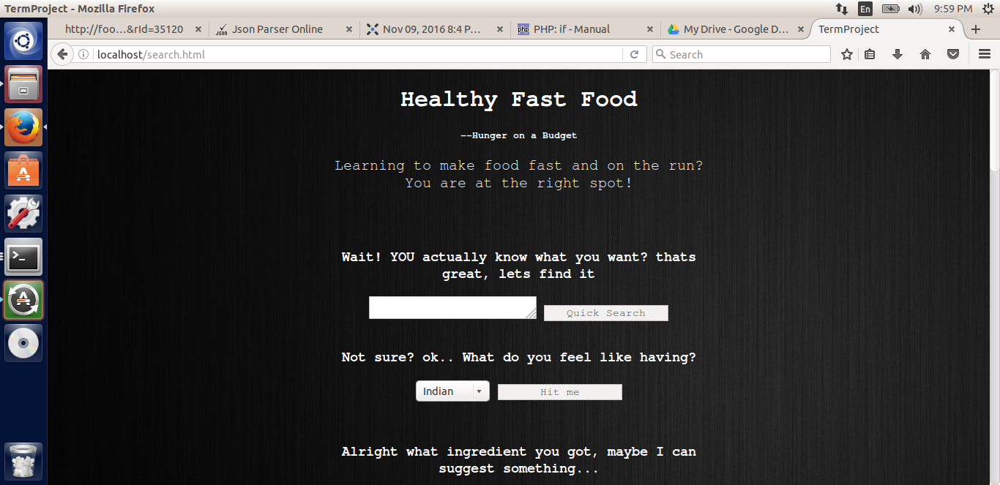 TermProject - Mozilla Firefox
En
9:59 PM
http://foo…&rId=35120
JSON
Json Parser Online
Nov 09, 2016 8:4 P…
php
PHP: if - Manual
My Drive - Google D…
TermProject
localhost/search.html
Search
Healthy Fast Food
--Hunger on a Budget
Learning to make food fast and on the run?
You are at the right spot!
Wait! YOU actually know what you want? thats
great, lets find it
Quick Search
Not sure? ok.. What do you feel like having?
Indian
Hit me
Alright what ingredient you got, maybe I can
suggest something...